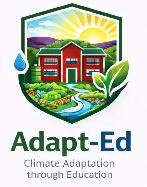 Adapt-Ed
Climate Adaptation
through Education